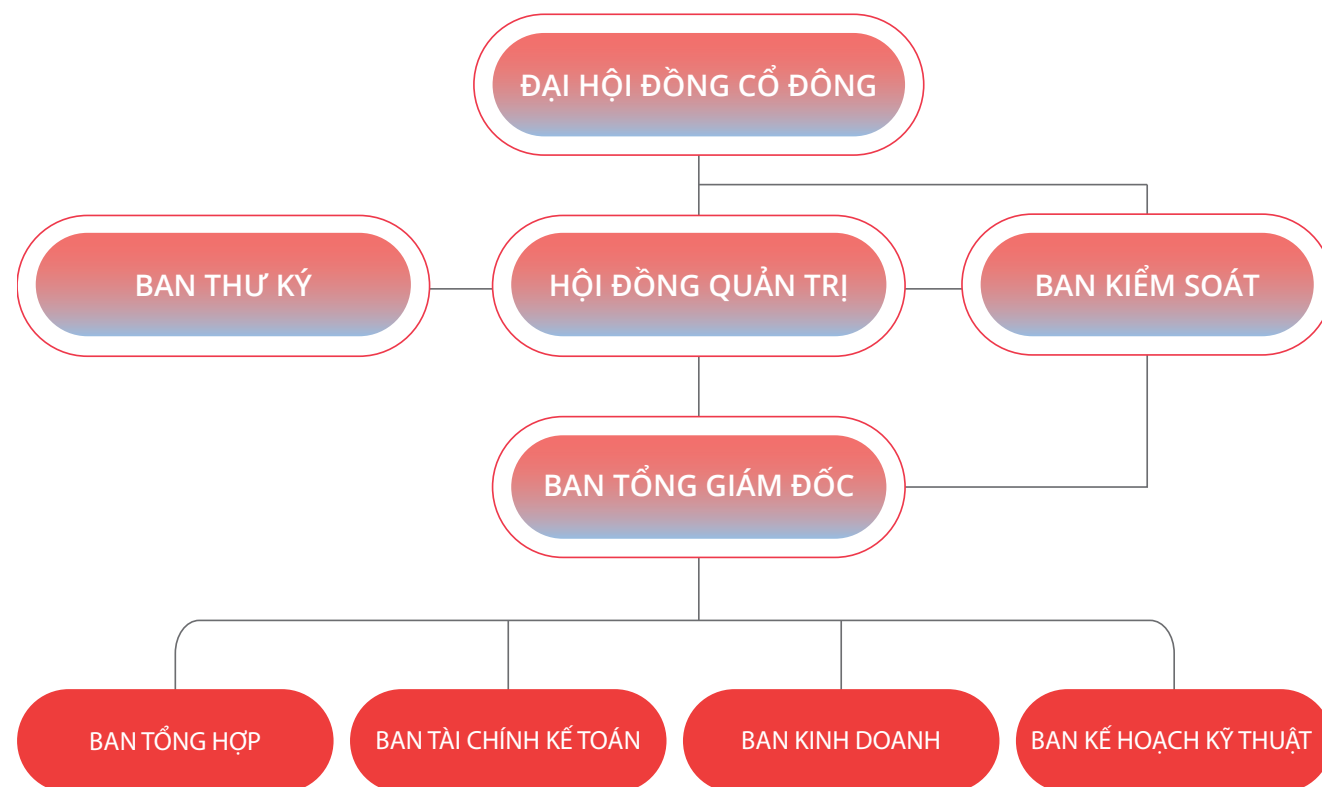 ĐẠI HỘI ĐỒNG CỔ ĐÔNG
BAN THƯ KÝ
HỘI ĐỒNG QUẢN TRỊ
BAN KIỂM SOÁT
BAN TỔNG GIÁM ĐỐC
BAN TỔNG HỢP
BAN TÀI CHÍNH KẾ TOÁN
BAN KINH DOANH
BAN KẾ HOẠCH KỸ THUẬT